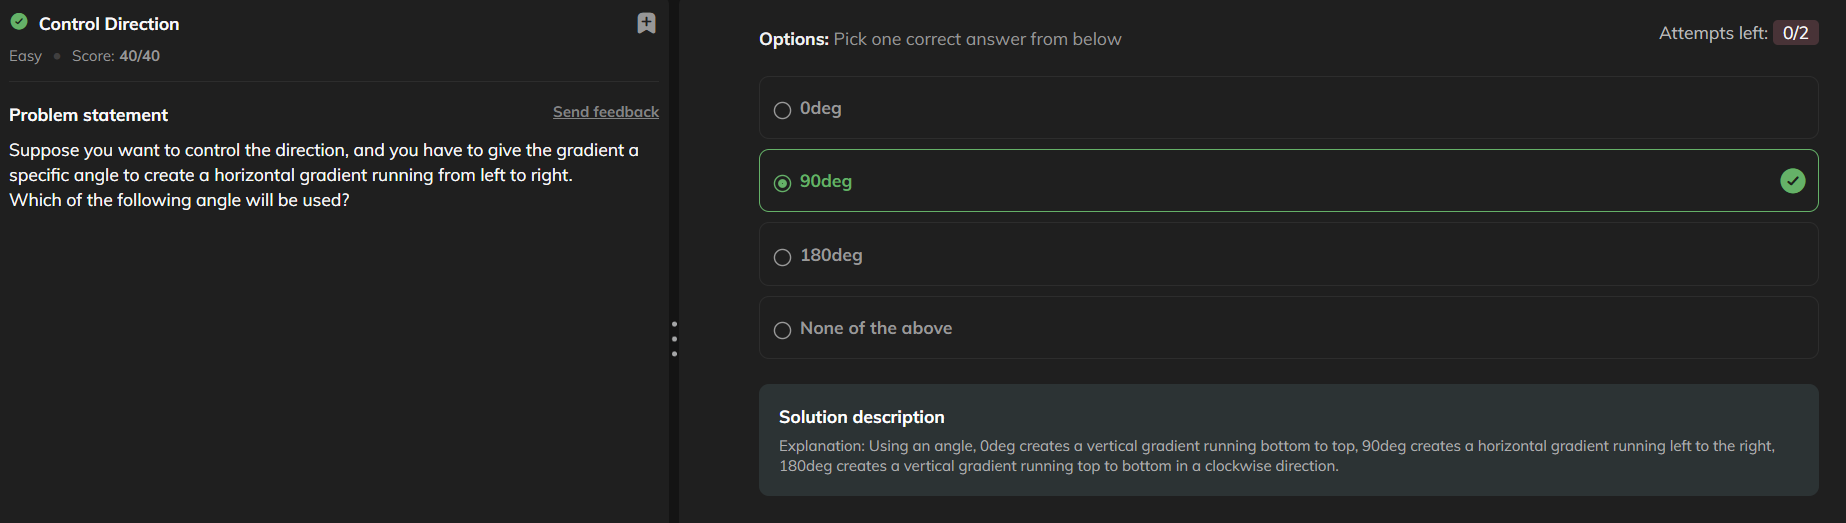 Control Direction
Easy • Score: 40/40
Problem statement
Send feedback
Suppose you want to control the direction, and you have to give the gradient a
specific angle to create a horizontal gradient running from left to right.
Which of the following angle will be used?
Options: Pick one correct answer from below
Attempts left: 0/2
0deg
90deg
180deg
None of the above
Solution description
Explanation: Using an angle, 0deg creates a vertical gradient running bottom to top, 90deg creates a horizontal gradient running left to the right,
180deg creates a vertical gradient running top to bottom in a clockwise direction.